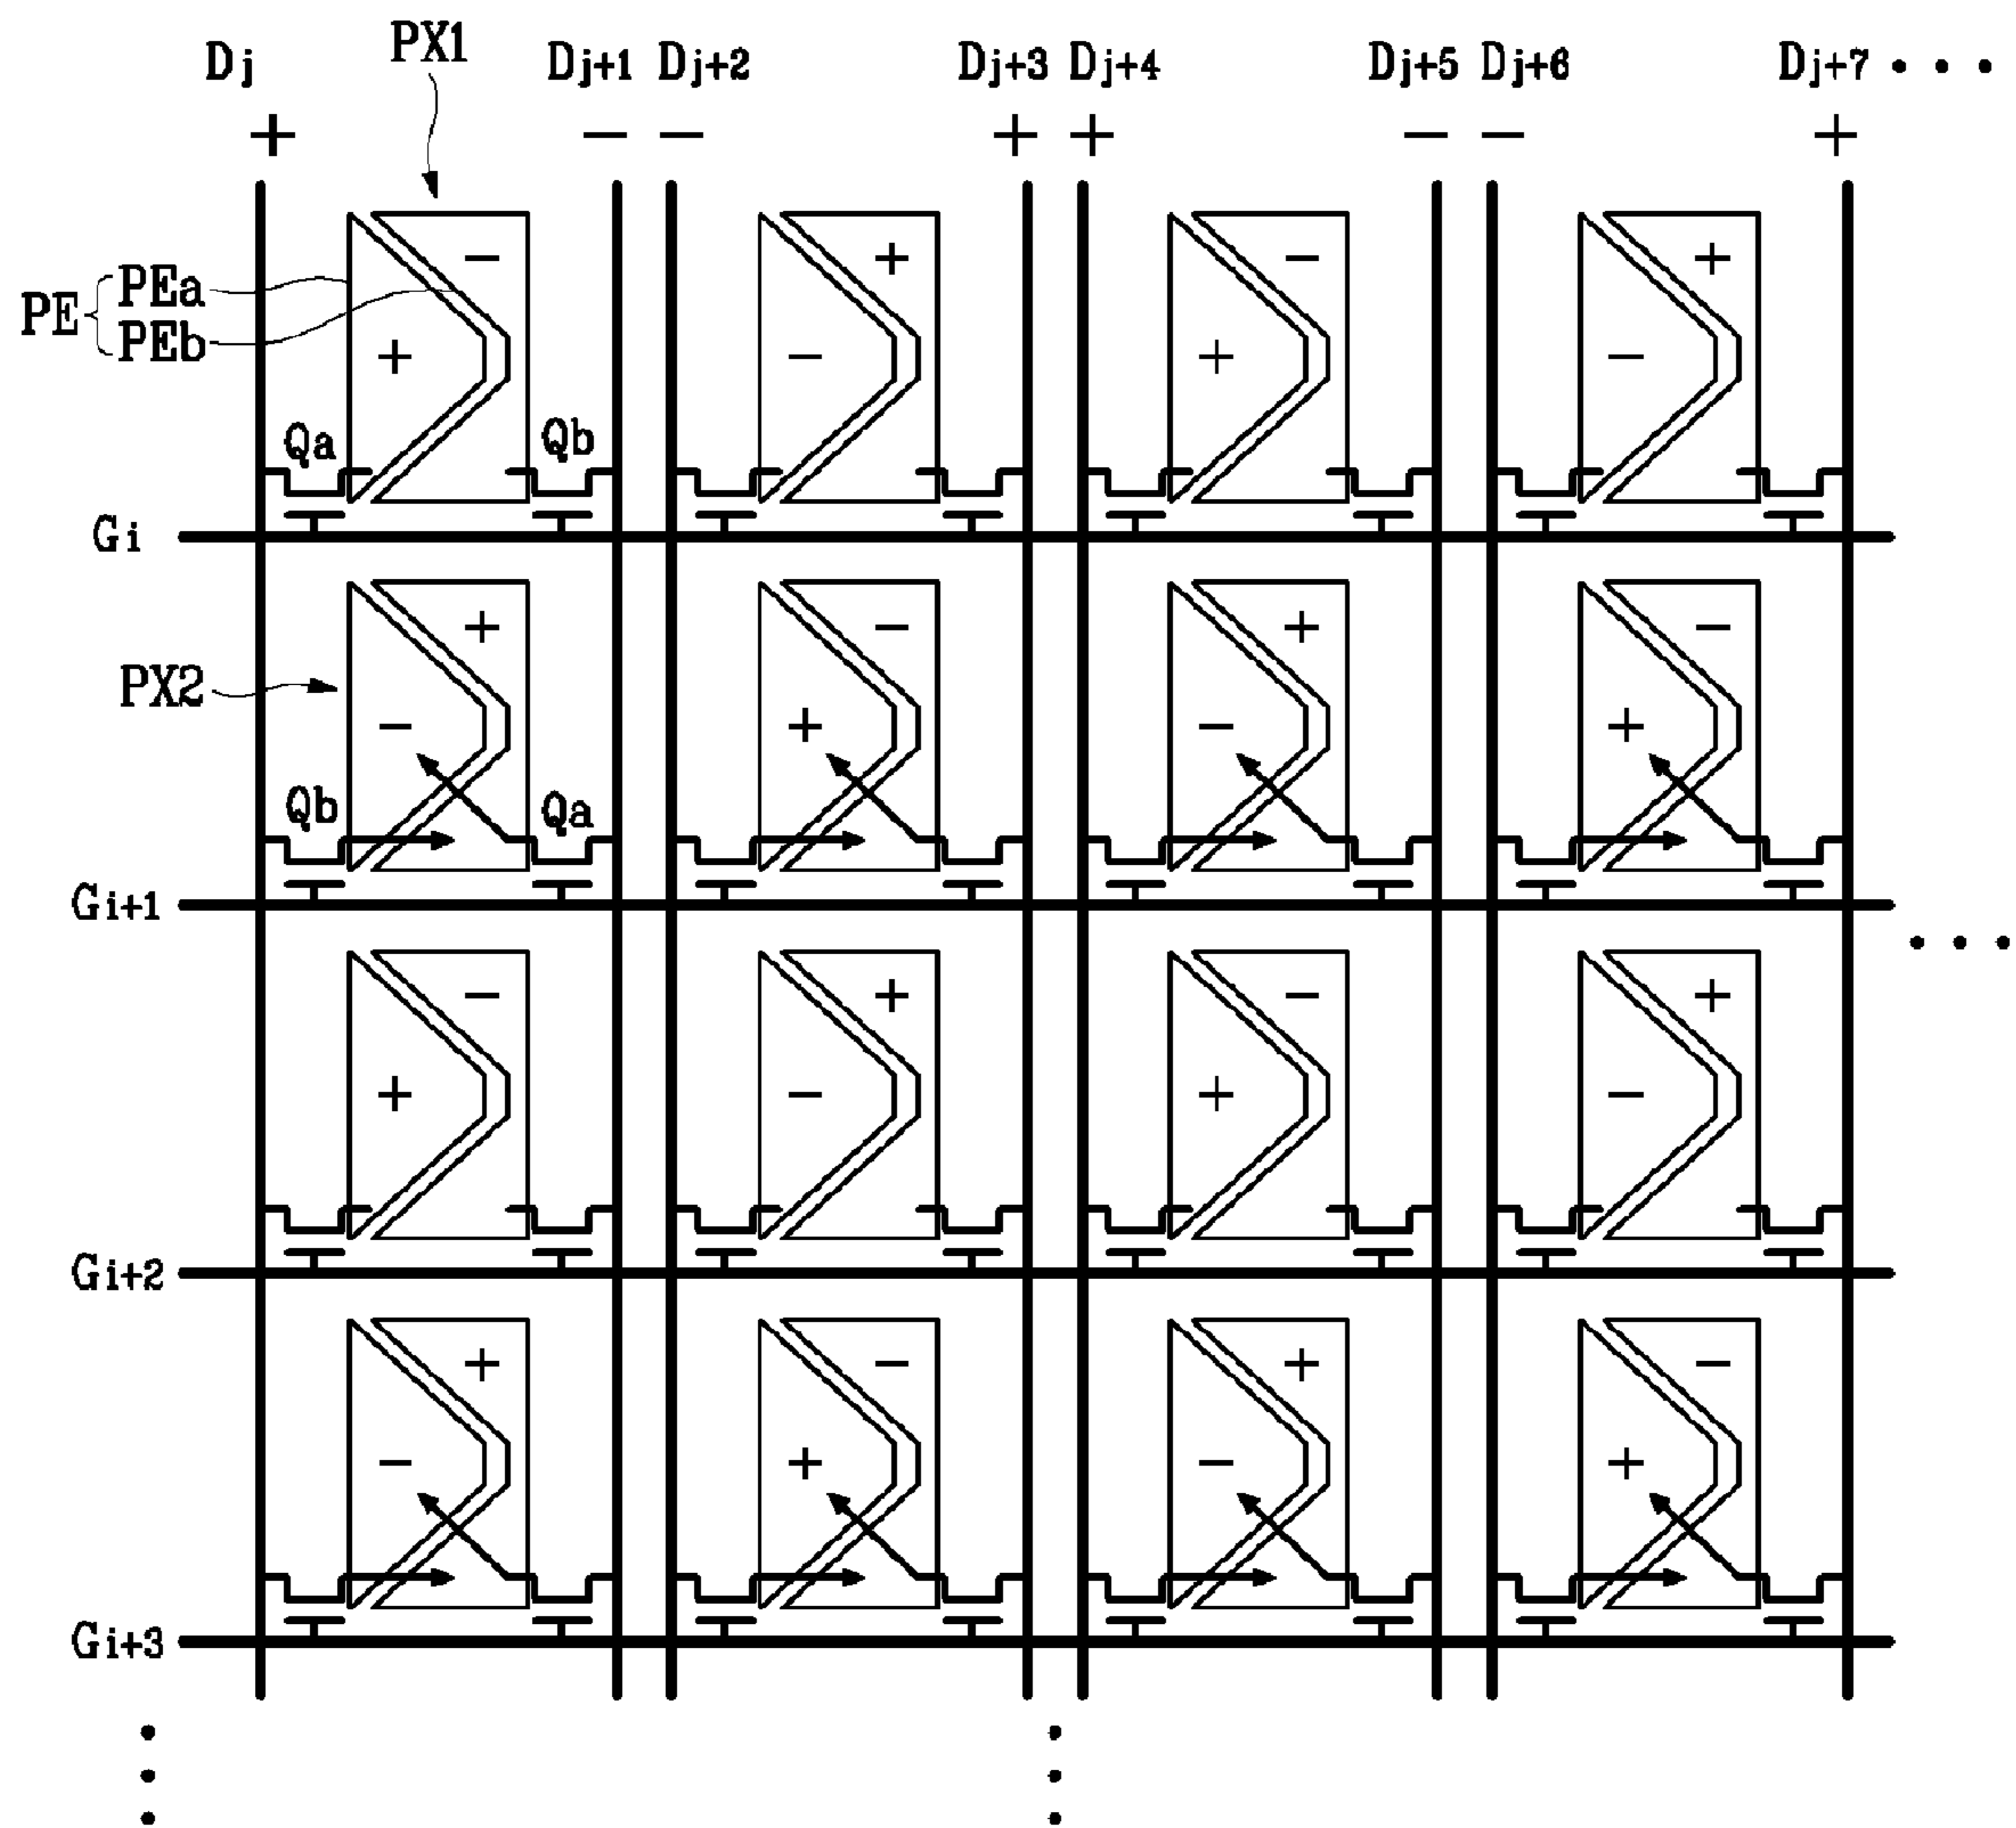 PX1
Dj Dj+1 Dj+2 Dj+3 Dj+4 Dj+5 Dj+6 Dj+7 • • •
+ − − + + − − +
− + − +
PE { PEa
PEb
+ − + −
Qa Qb
Gi
+ − + −
PX2
− + − +
Qb Qa
Gi+1
− + − +
+ − + −
Gi+2
+ − + −
− + − +
Gi+3